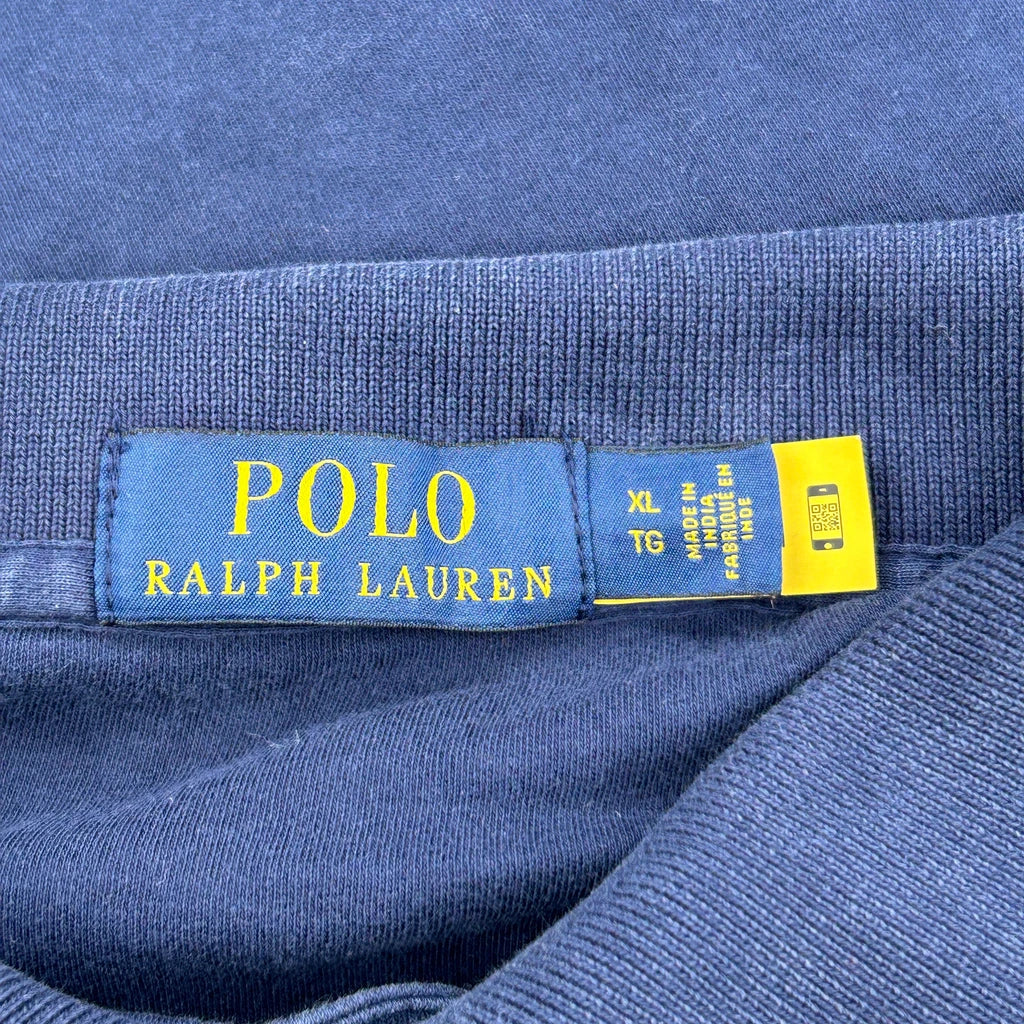 POLO
RALPH LAUREN
XL
TG
MADE IN
INDIA
FABRIQUÉ EN
INDE